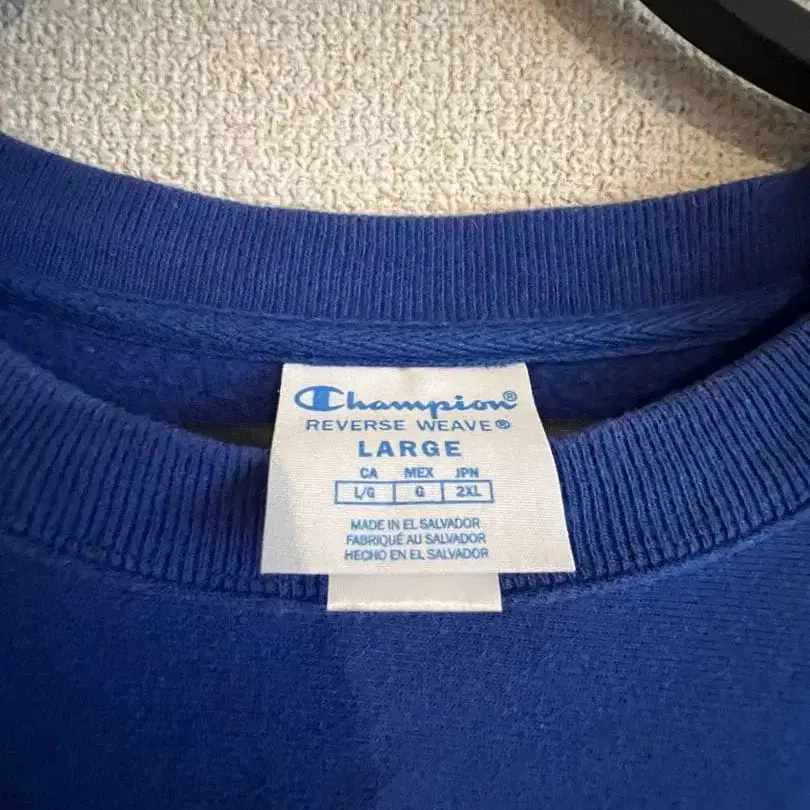 Champion®
REVERSE WEAVE®
LARGE
CA MEX JPN
L/G G 2XL
MADE IN EL SALVADOR
FABRIQUÉ AU SALVADOR
HECHO EN EL SALVADOR